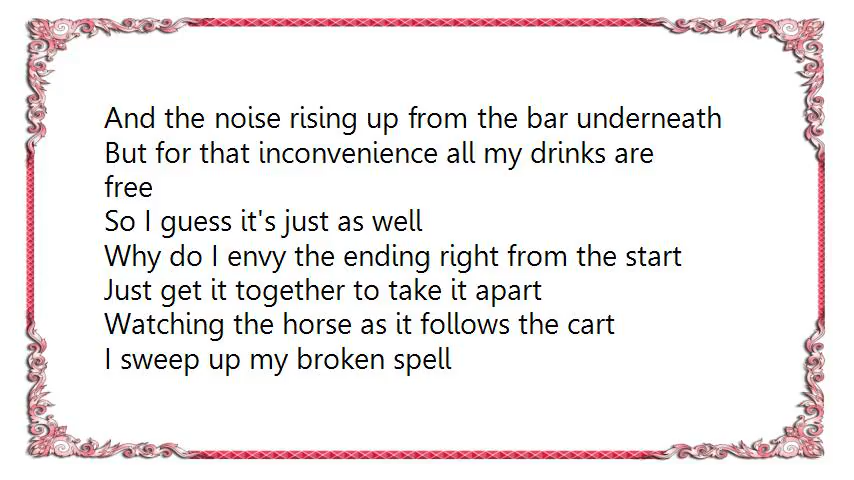 And the noise rising up from the bar underneath
But for that inconvenience all my drinks are
free
So I guess it's just as well
Why do I envy the ending right from the start
Just get it together to take it apart
Watching the horse as it follows the cart
I sweep up my broken spell